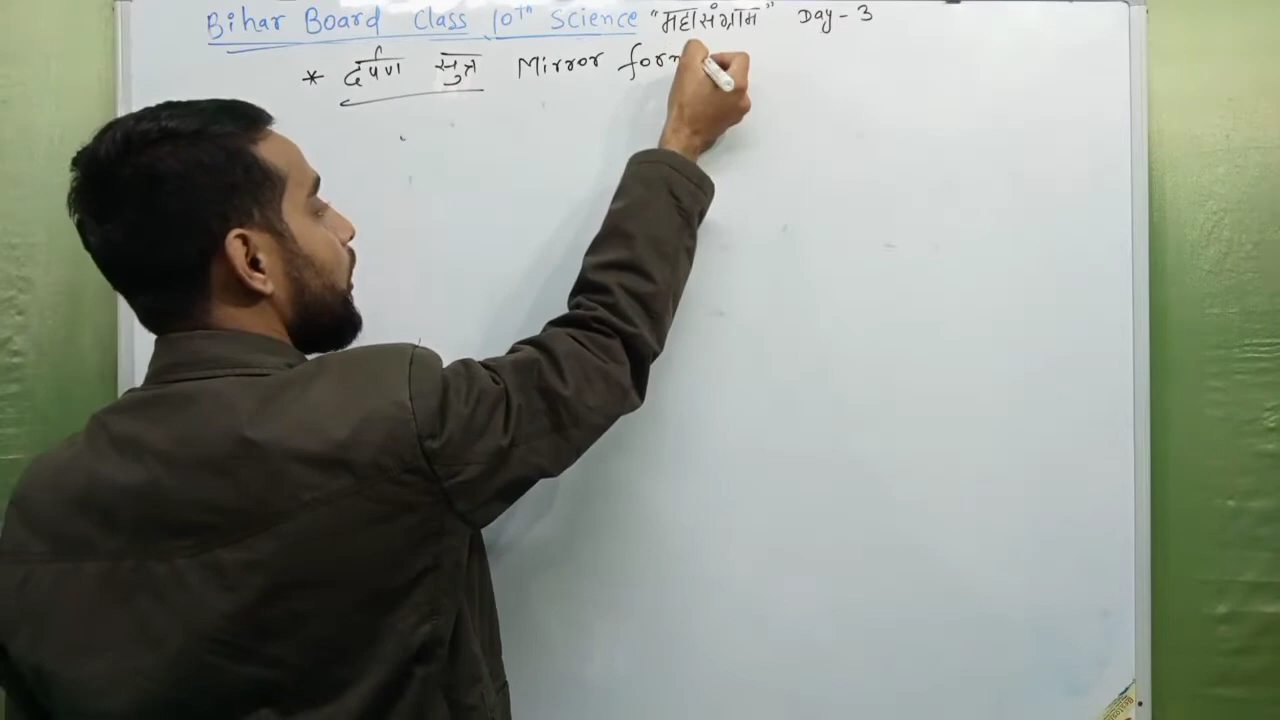 Bihar Board Class 10th Science "महासंग्राम" Day - 3
* दर्पण सुत्र Mirror form